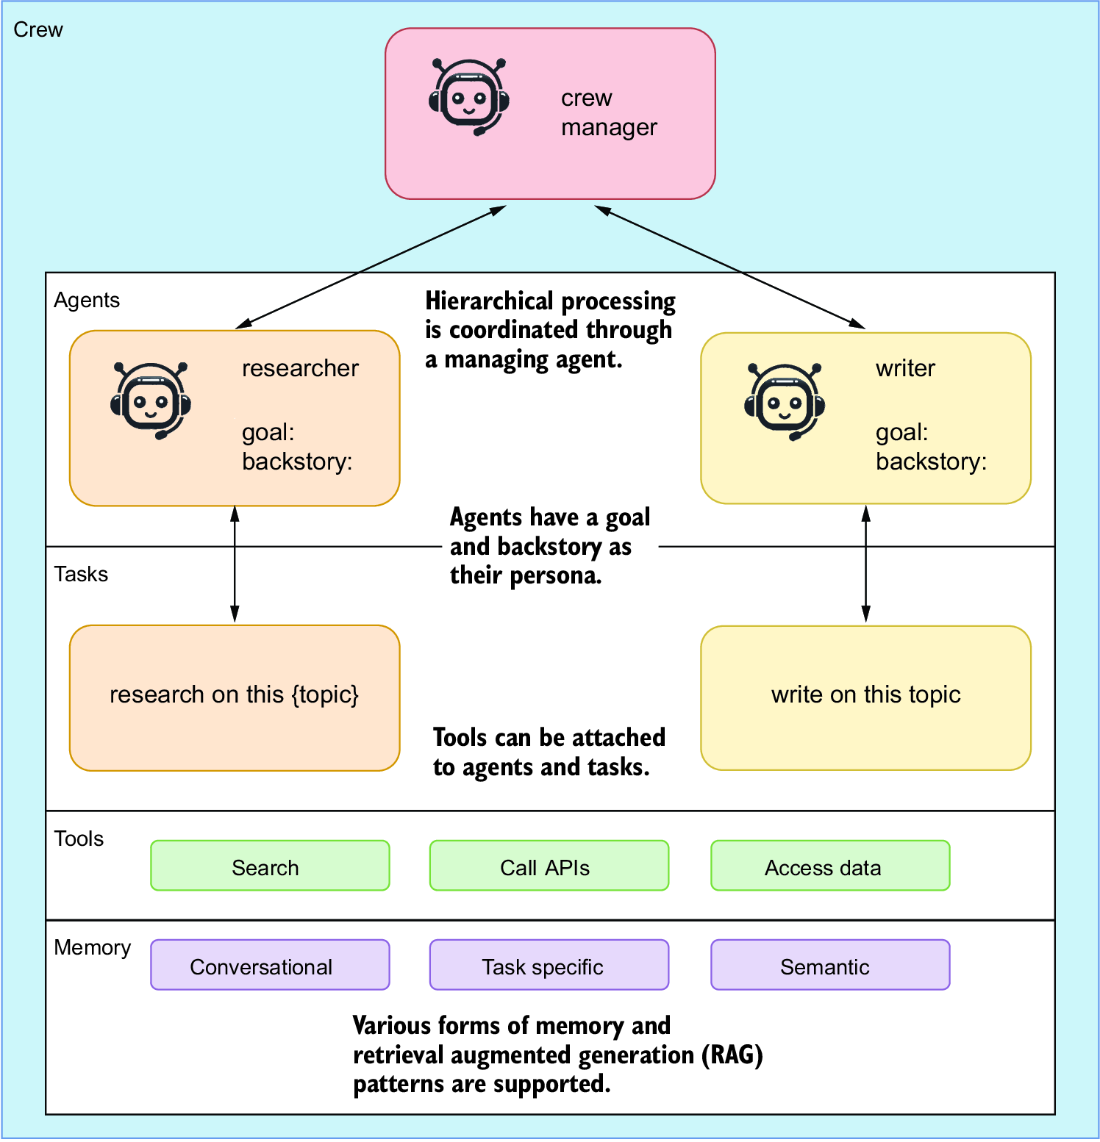 Crew
crew
manager
Agents
Hierarchical processing
is coordinated through
a managing agent.
researcher
goal:
backstory:
writer
goal:
backstory:
Agents have a goal
and backstory as
their persona.
Tasks
research on this {topic}
write on this topic
Tools can be attached
to agents and tasks.
Tools
Search
Call APIs
Access data
Memory
Conversational
Task specific
Semantic
Various forms of memory and
retrieval augmented generation (RAG)
patterns are supported.